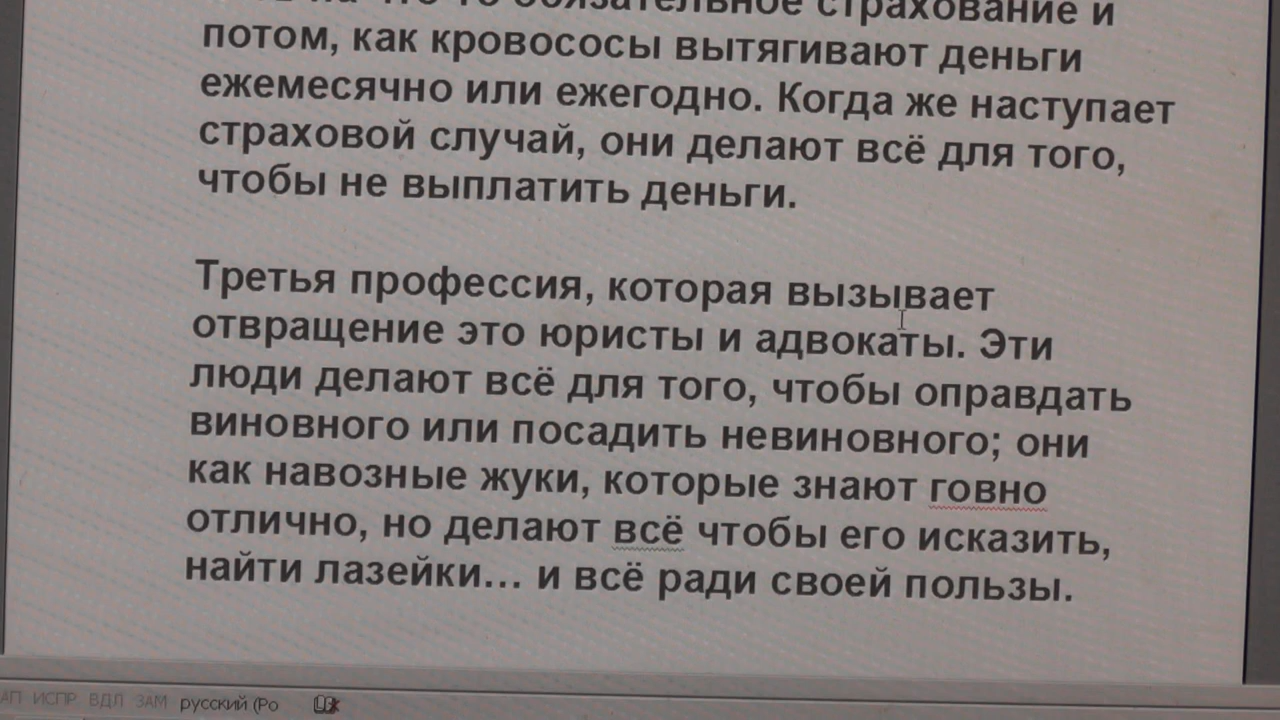 обязательное страхование и
потом, как кровососы вытягивают деньги
ежемесячно или ежегодно. Когда же наступает
страховой случай, они делают всё для того,
чтобы не выплатить деньги.
Третья профессия, которая вызывает
отвращение это юристы и адвокаты. Эти
люди делают всё для того, чтобы оправдать
виновного или посадить невиновного; они
как навозные жуки, которые знают говно
отлично, но делают всё чтобы его исказить,
найти лазейки... и всё ради своей пользы.
АП ИСПР ВДЛ ЗАМ русский (Ро